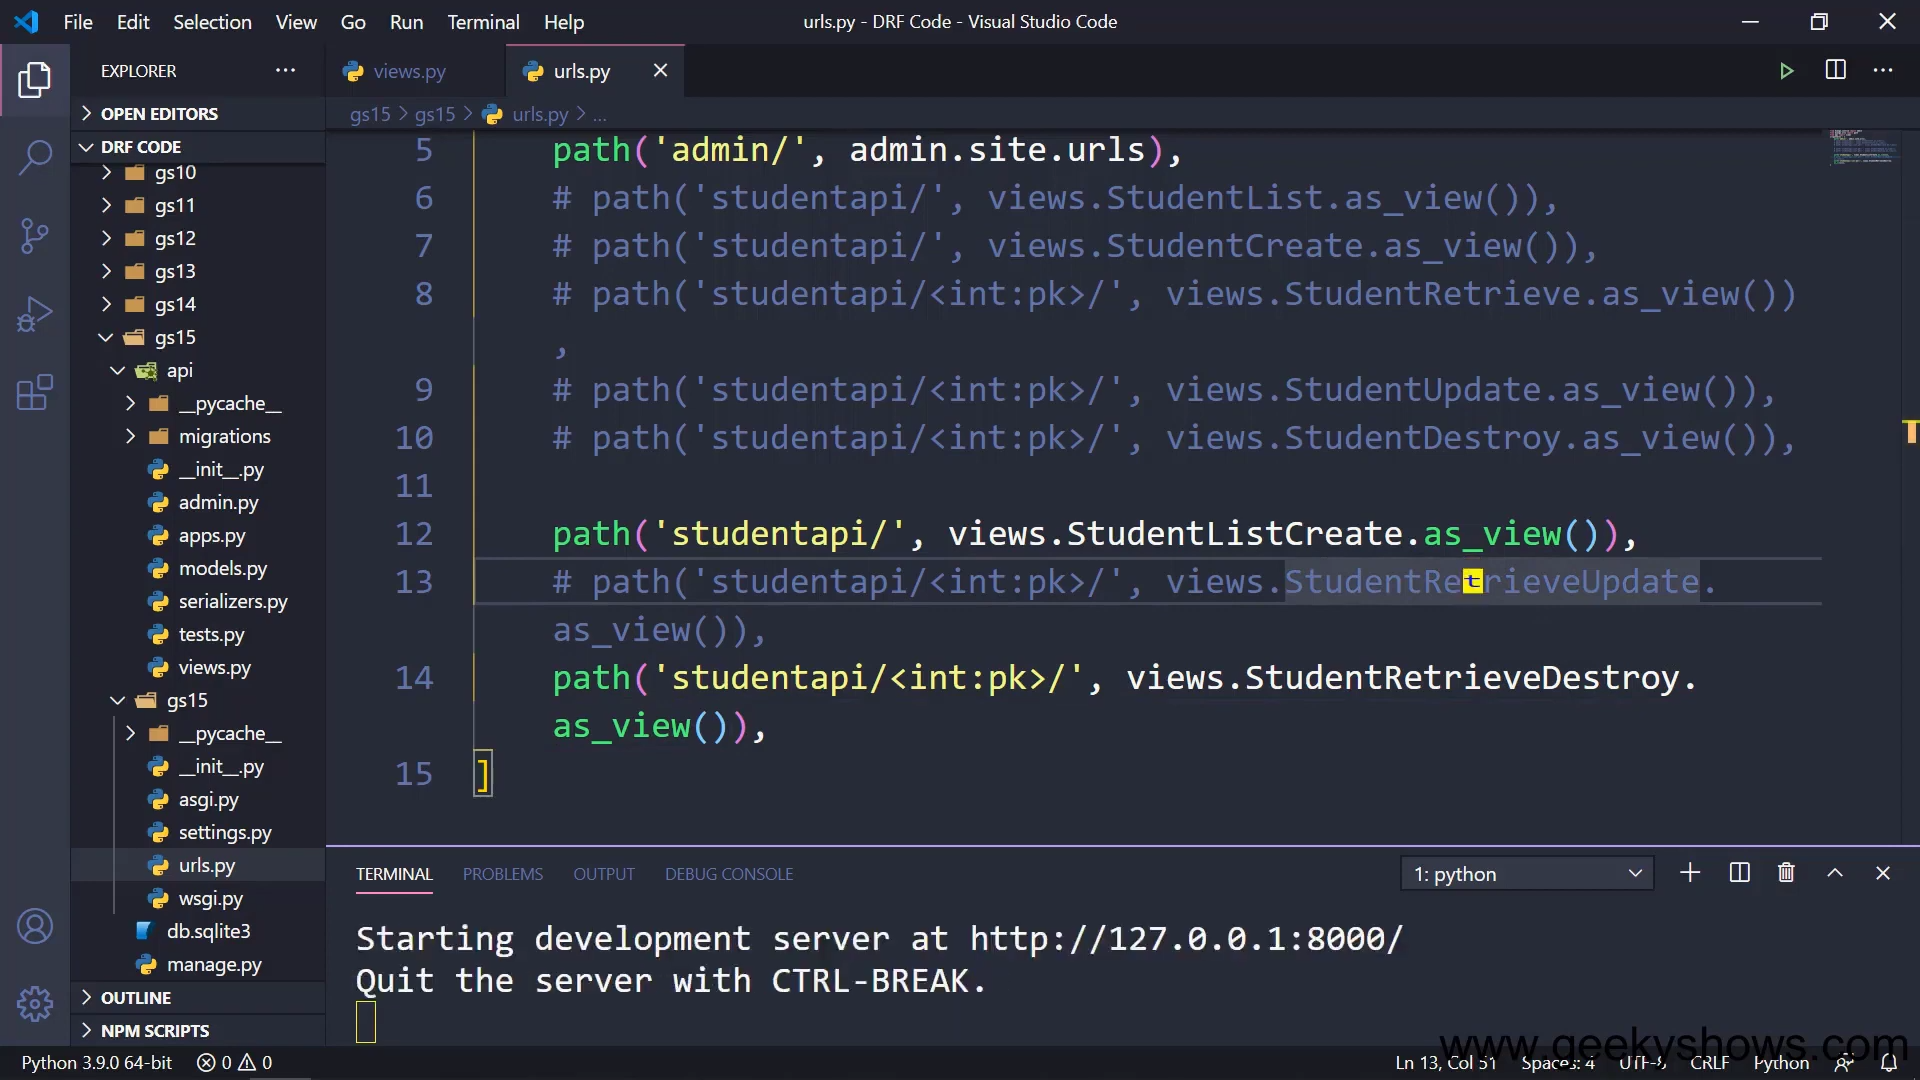 File Edit Selection View Go Run Terminal Help
urls.py - DRF Code - Visual Studio Code
EXPLORER
OPEN EDITORS
DRF CODE
gs10
gs11
gs12
gs13
gs14
gs15
api
__pycache__
migrations
__init__.py
admin.py
apps.py
models.py
serializers.py
tests.py
views.py
gs15
__pycache__
__init__.py
asgi.py
settings.py
urls.py
wsgi.py
db.sqlite3
manage.py
OUTLINE
NPM SCRIPTS
views.py urls.py
gs15 > gs15 > urls.py > ...
5 path('admin/', admin.site.urls),
6 # path('studentapi/', views.StudentList.as_view()),
7 # path('studentapi/', views.StudentCreate.as_view()),
8 # path('studentapi/<int:pk>/', views.StudentRetrieve.as_view())
,
9 # path('studentapi/<int:pk>/', views.StudentUpdate.as_view()),
10 # path('studentapi/<int:pk>/', views.StudentDestroy.as_view()),
11
12 path('studentapi/', views.StudentListCreate.as_view()),
13 # path('studentapi/<int:pk>/', views.StudentRetrieveUpdate.
as_view()),
14 path('studentapi/<int:pk>/', views.StudentRetrieveDestroy.
as_view()),
15 ]
TERMINAL PROBLEMS OUTPUT DEBUG CONSOLE
1: python
Starting development server at http://127.0.0.1:8000/
Quit the server with CTRL-BREAK.
www.geekyshows.com
Python 3.9.0 64-bit 0 0
Ln 13, Col 51 Spaces: 4 UTF-8 CRLF Python